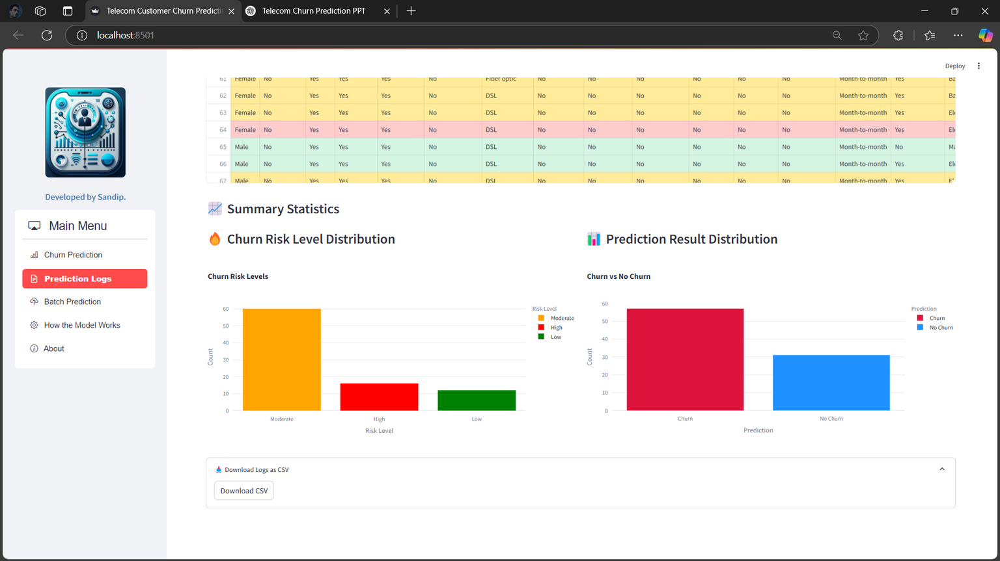 Telecom Customer Churn Predicti
Telecom Churn Prediction PPT
localhost:8501
Deploy
61 Female No Yes Yes Yes No Fiber optic No No No No No No Month-to-month Yes Ba
62 Female No Yes Yes Yes No DSL No No No No No No Month-to-month Yes Ba
63 Female No Yes Yes Yes No DSL No No No No No No Month-to-month Yes Ele
64 Female No Yes Yes Yes No DSL No No No No No No Month-to-month Yes Ele
65 Male No Yes Yes Yes No DSL No No No No No No Month-to-month No Ma
66 Male No Yes Yes Yes No DSL No No No No No No Month-to-month Yes Ele
67 Male No Yes Yes Yes No DSL No No No No No No Month-to-month Yes
Developed by Sandip.
Main Menu
Churn Prediction
Prediction Logs
Batch Prediction
How the Model Works
About
Summary Statistics
Churn Risk Level Distribution
Churn Risk Levels
60
50
40
30
20
10
0
Count
Moderate High Low
Risk Level
Risk Level
Moderate
High
Low
Prediction Result Distribution
Churn vs No Churn
60
50
40
30
20
10
0
Count
Churn No Churn
Prediction
Prediction
Churn
No Churn
Download Logs as CSV
Download CSV